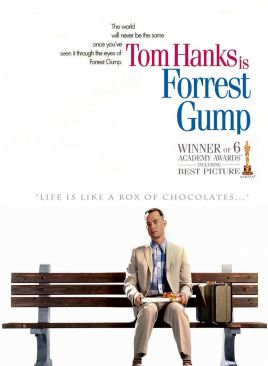 The world
will never be the same
once you've
seen it through the eyes of
Forrest Gump.
Tom Hanks is
Forrest
Gump
WINNER OF 6
ACADEMY AWARDS
INCLUDING
BEST PICTURE
"LIFE IS LIKE A BOX OF CHOCOLATES..."